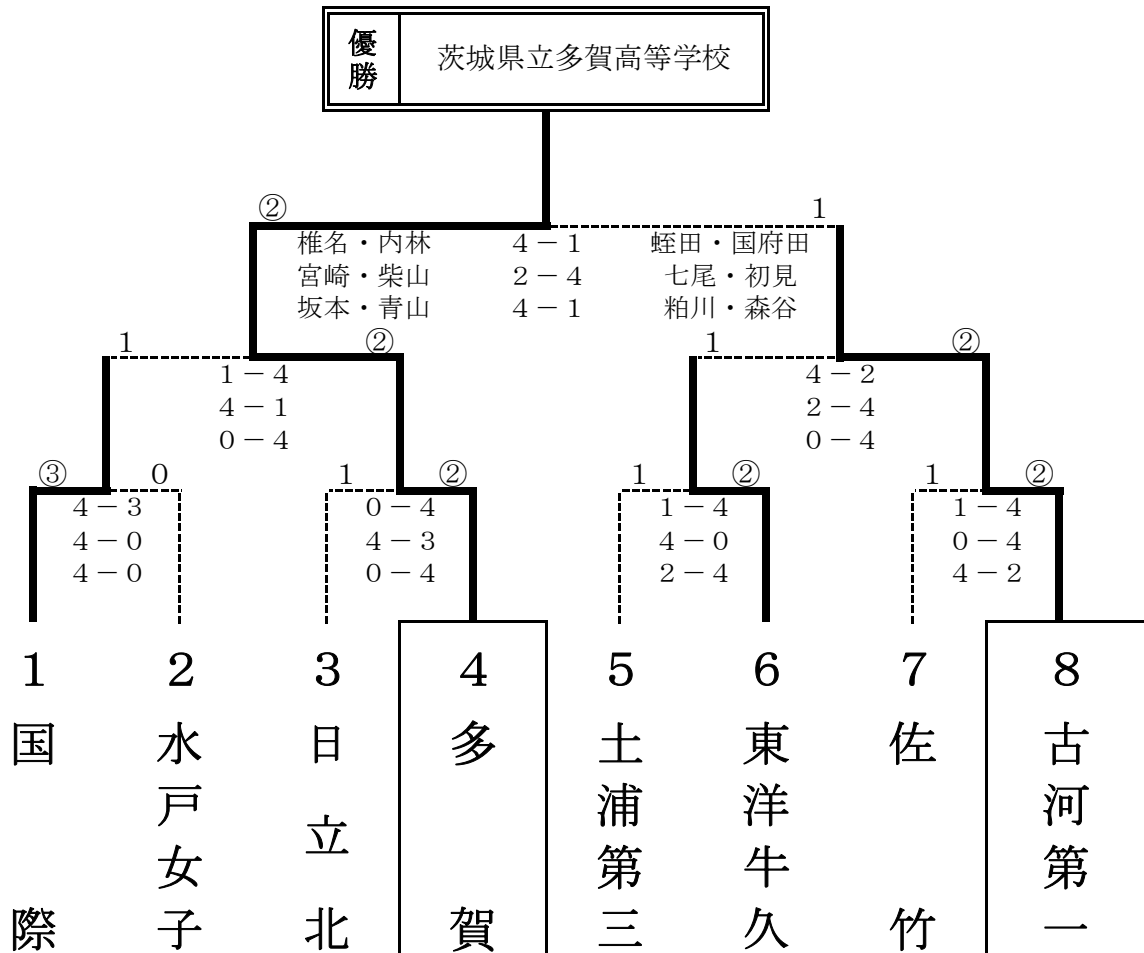 優勝 茨城県立多賀高等学校
② 1
椎名・内林 4－1 蛭田・国府田
宮崎・柴山 2－4 七尾・初見
坂本・青山 4－1 粕川・森谷
1 ② 1 ②
1－4 4－2
4－1 2－4
0－4 0－4
③ 0 1 ② 1 ② 1 ②
4－3 0－4 1－4 1－4
4－0 4－3 4－0 0－4
4－0 0－4 2－4 4－2
1 2 3 4 5 6 7 8
国際
水戸女子
日立北
多賀
土浦第三
東洋牛久
佐竹
古河第一